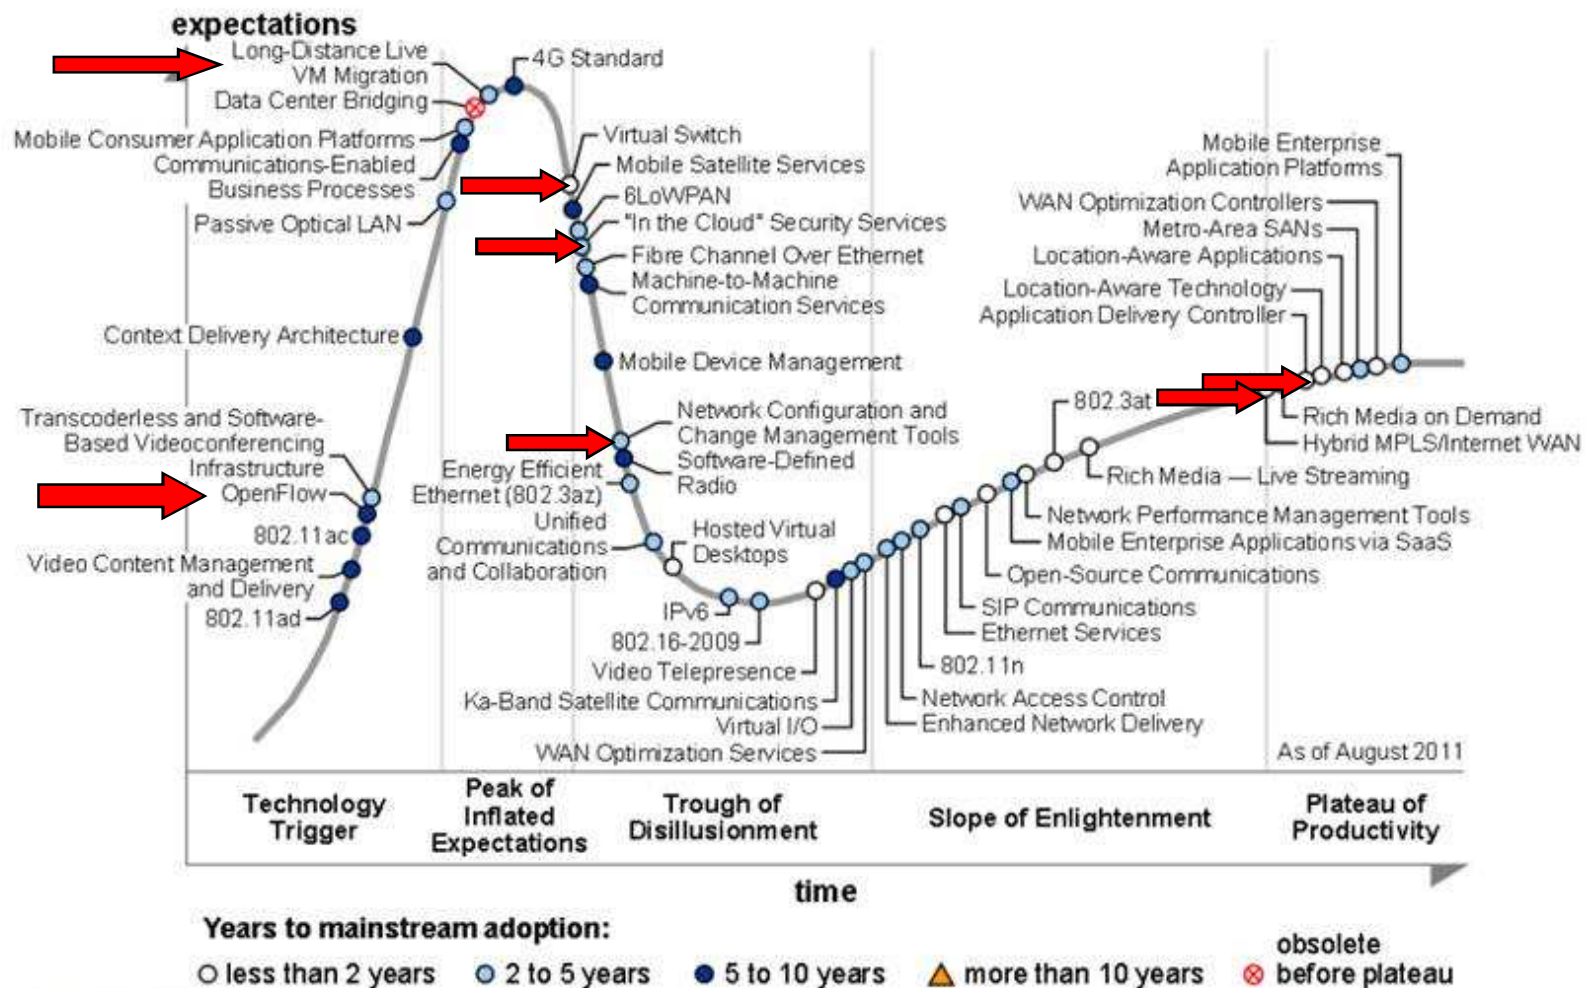 expectations
Long-Distance Live
VM Migration
Data Center Bridging
Mobile Consumer Application Platforms
Communications-Enabled
Business Processes
Passive Optical LAN
Context Delivery Architecture
Transcoderless and Software-
Based Videoconferencing
Infrastructure
OpenFlow
802.11ac
Video Content Management
and Delivery
802.11ad
4G Standard
Virtual Switch
Mobile Satellite Services
6LoWPAN
"In the Cloud" Security Services
Fibre Channel Over Ethernet
Machine-to-Machine
Communication Services
Mobile Device Management
Network Configuration and
Change Management Tools
Software-Defined
Radio
Energy Efficient
Ethernet (802.3az)
Unified
Communications
and Collaboration
Hosted Virtual
Desktops
IPv6
802.16-2009
Video Telepresence
Ka-Band Satellite Communications
Virtual I/O
WAN Optimization Services
Mobile Enterprise
Application Platforms
WAN Optimization Controllers
Metro-Area SANs
Location-Aware Applications
Location-Aware Technology
Application Delivery Controller
802.3at
Rich Media on Demand
Hybrid MPLS/Internet WAN
Rich Media — Live Streaming
Network Performance Management Tools
Mobile Enterprise Applications via SaaS
Open-Source Communications
SIP Communications
Ethernet Services
802.11n
Network Access Control
Enhanced Network Delivery
As of August 2011
Technology
Trigger
Peak of
Inflated
Expectations
Trough of
Disillusionment
Slope of Enlightenment
Plateau of
Productivity
time
Years to mainstream adoption:
less than 2 years
2 to 5 years
5 to 10 years
more than 10 years
obsolete
before plateau